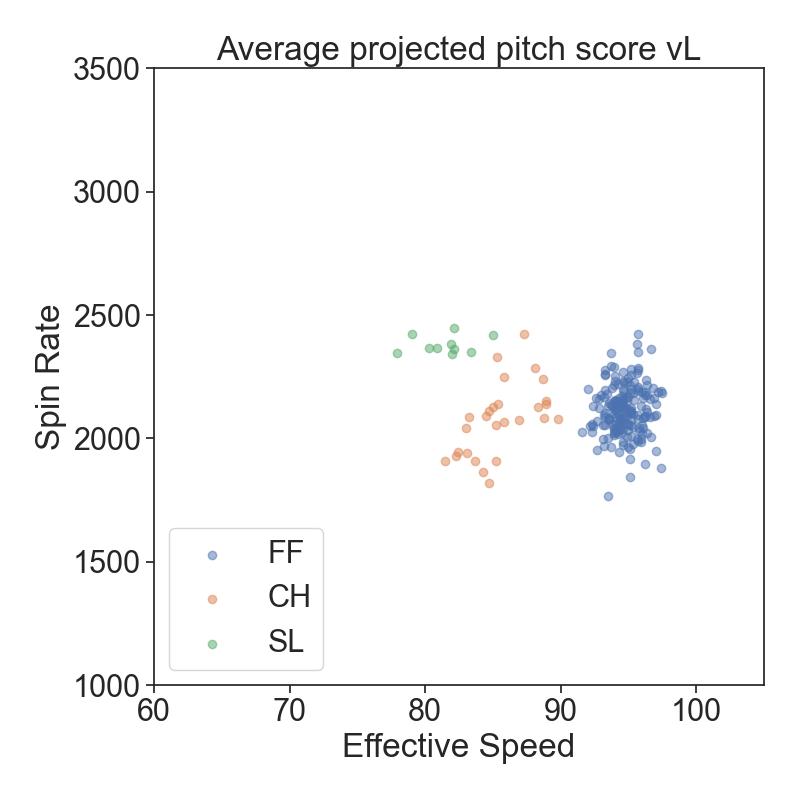 Average projected pitch score vL
3500
3000
2500
2000
1500
1000
Spin Rate
FF
CH
SL
60 70 80 90 100
Effective Speed